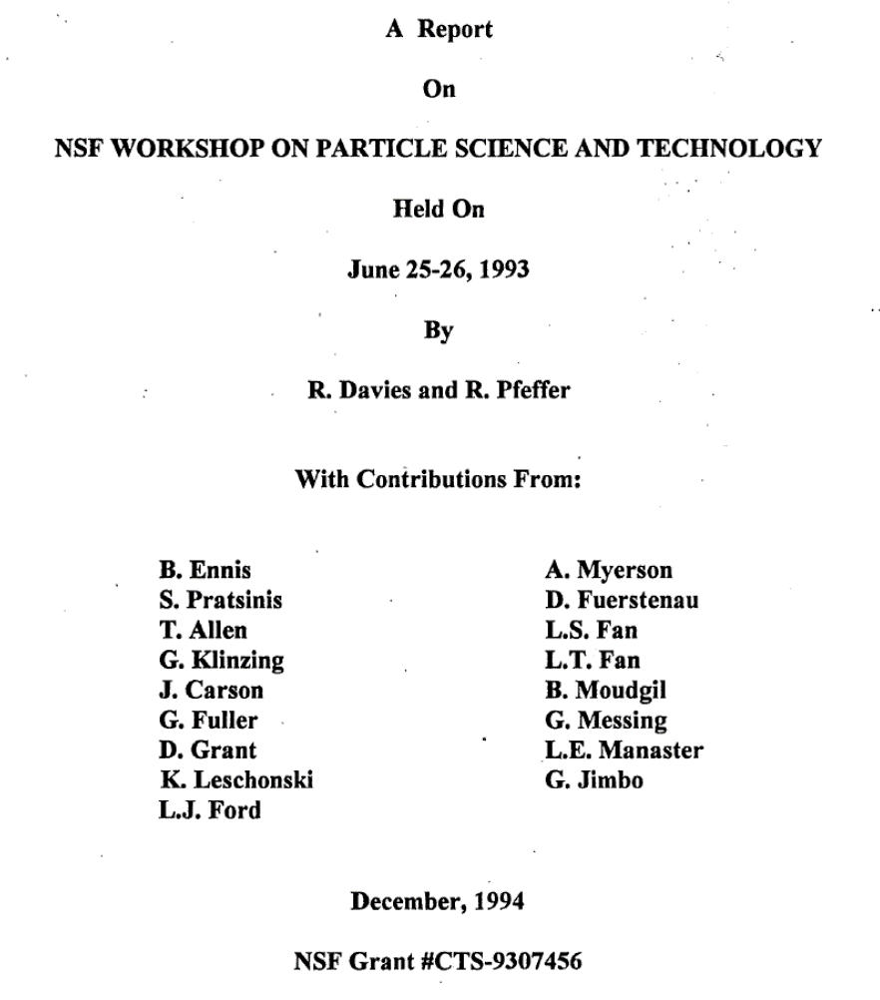 A Report
On
NSF WORKSHOP ON PARTICLE SCIENCE AND TECHNOLOGY
Held On
June 25-26, 1993
By
R. Davies and R. Pfeffer
With Contributions From:
B. Ennis
S. Pratsinis
T. Allen
G. Klinzing
J. Carson
G. Fuller
D. Grant
K. Leschonski
L.J. Ford
A. Myerson
D. Fuerstenau
L.S. Fan
L.T. Fan
B. Moudgil
G. Messing
L.E. Manaster
G. Jimbo
December, 1994
NSF Grant #CTS-9307456